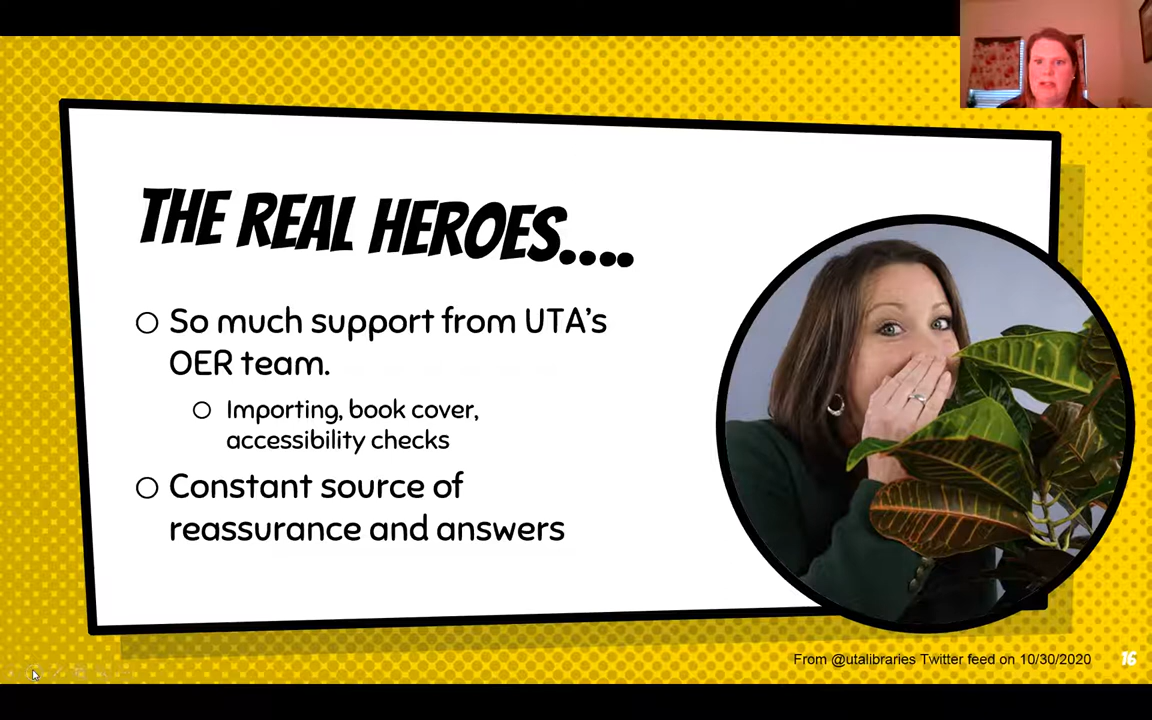 THE REAL HEROES....
So much support from UTA's
OER team.
Importing, book cover,
accessibility checks
Constant source of
reassurance and answers
From @utalibraries Twitter feed on 10/30/2020
16